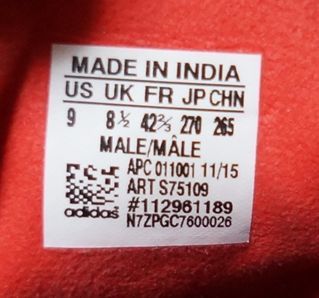 MADE IN INDIA
US UK FR JP CHN
9 8½ 42⅔ 270 265
MALE/MÂLE
APC 011001 11/15
ART S75109
#112961189
adidas N7ZPGC7600026